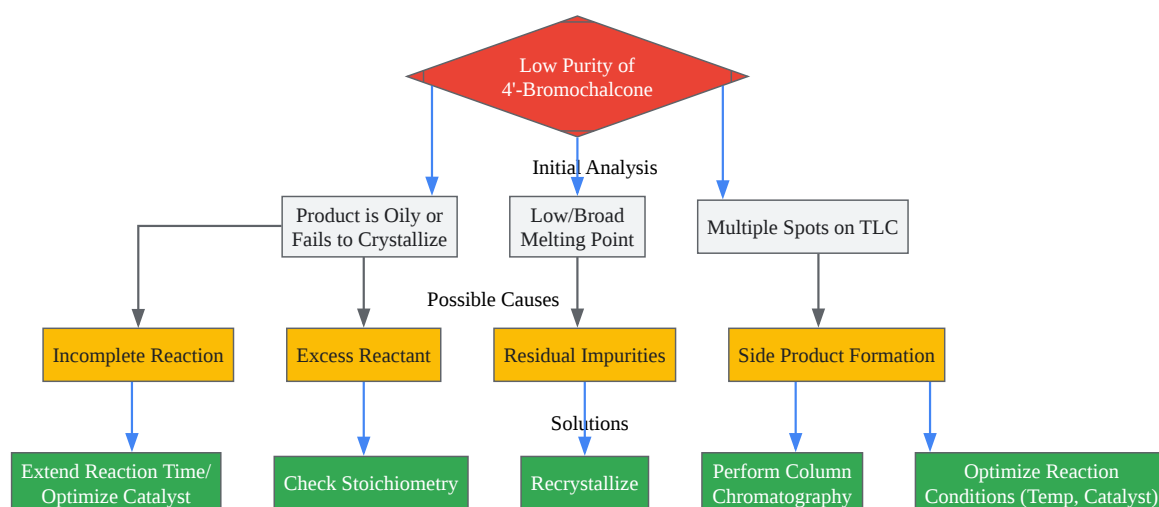 Low Purity of
4'-Bromochalcone
Initial Analysis
Product is Oily or
Fails to Crystallize
Low/Broad
Melting Point
Multiple Spots on TLC
Possible Causes
Incomplete Reaction
Excess Reactant
Residual Impurities
Side Product Formation
Solutions
Extend Reaction Time/
Optimize Catalyst
Check Stoichiometry
Recrystallize
Perform Column
Chromatography
Optimize Reaction
Conditions (Temp, Catalyst)